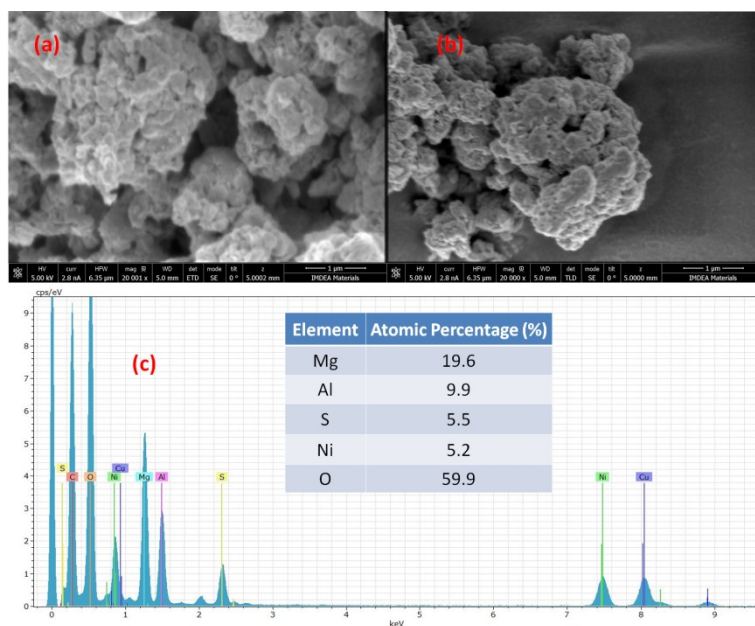 (a)
(b)
HV curr HFW mag WD det mode tilt z 1 µm
5.00 kV 2.8 nA 6.35 µm 20 001 x 5.0 mm ETD SE 0 ° 5.0002 mm IMDEA Materials
HV curr HFW mag WD det mode tilt z 1 µm
5.00 kV 2.8 nA 6.35 µm 20 000 x 5.0 mm TLD SE 0 ° 5.0000 mm IMDEA Materials
cps/eV
(c)
Element Atomic Percentage (%)
Mg 19.6
Al 9.9
S 5.5
Ni 5.2
O 59.9
9
8
7
6
5
4
3
2
1
0
S C O Ni Cu Mg Al S Ni Cu
0 1 2 3 4 5 6 7 8 9
keV